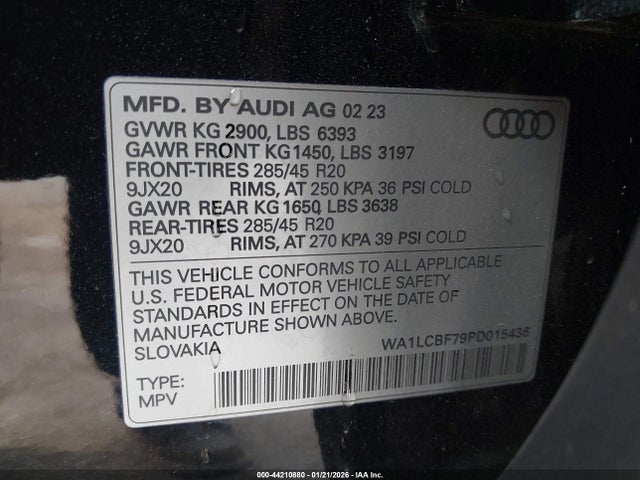 MFD. BY AUDI AG 02 23
GVWR KG 2900, LBS 6393
GAWR FRONT KG1450, LBS 3197
FRONT-TIRES 285/45 R20
9JX20 RIMS, AT 250 KPA 36 PSI COLD
GAWR REAR KG 1650, LBS 3638
REAR-TIRES 285/45 R20
9JX20 RIMS, AT 270 KPA 39 PSI COLD
THIS VEHICLE CONFORMS TO ALL APPLICABLE
U.S. FEDERAL MOTOR VEHICLE SAFETY
STANDARDS IN EFFECT ON THE DATE OF
MANUFACTURE SHOWN ABOVE.
SLOVAKIA
WA1LCBF79PD015436
TYPE:
MPV
000-44210880 - 01/21/2026 - IAA Inc.